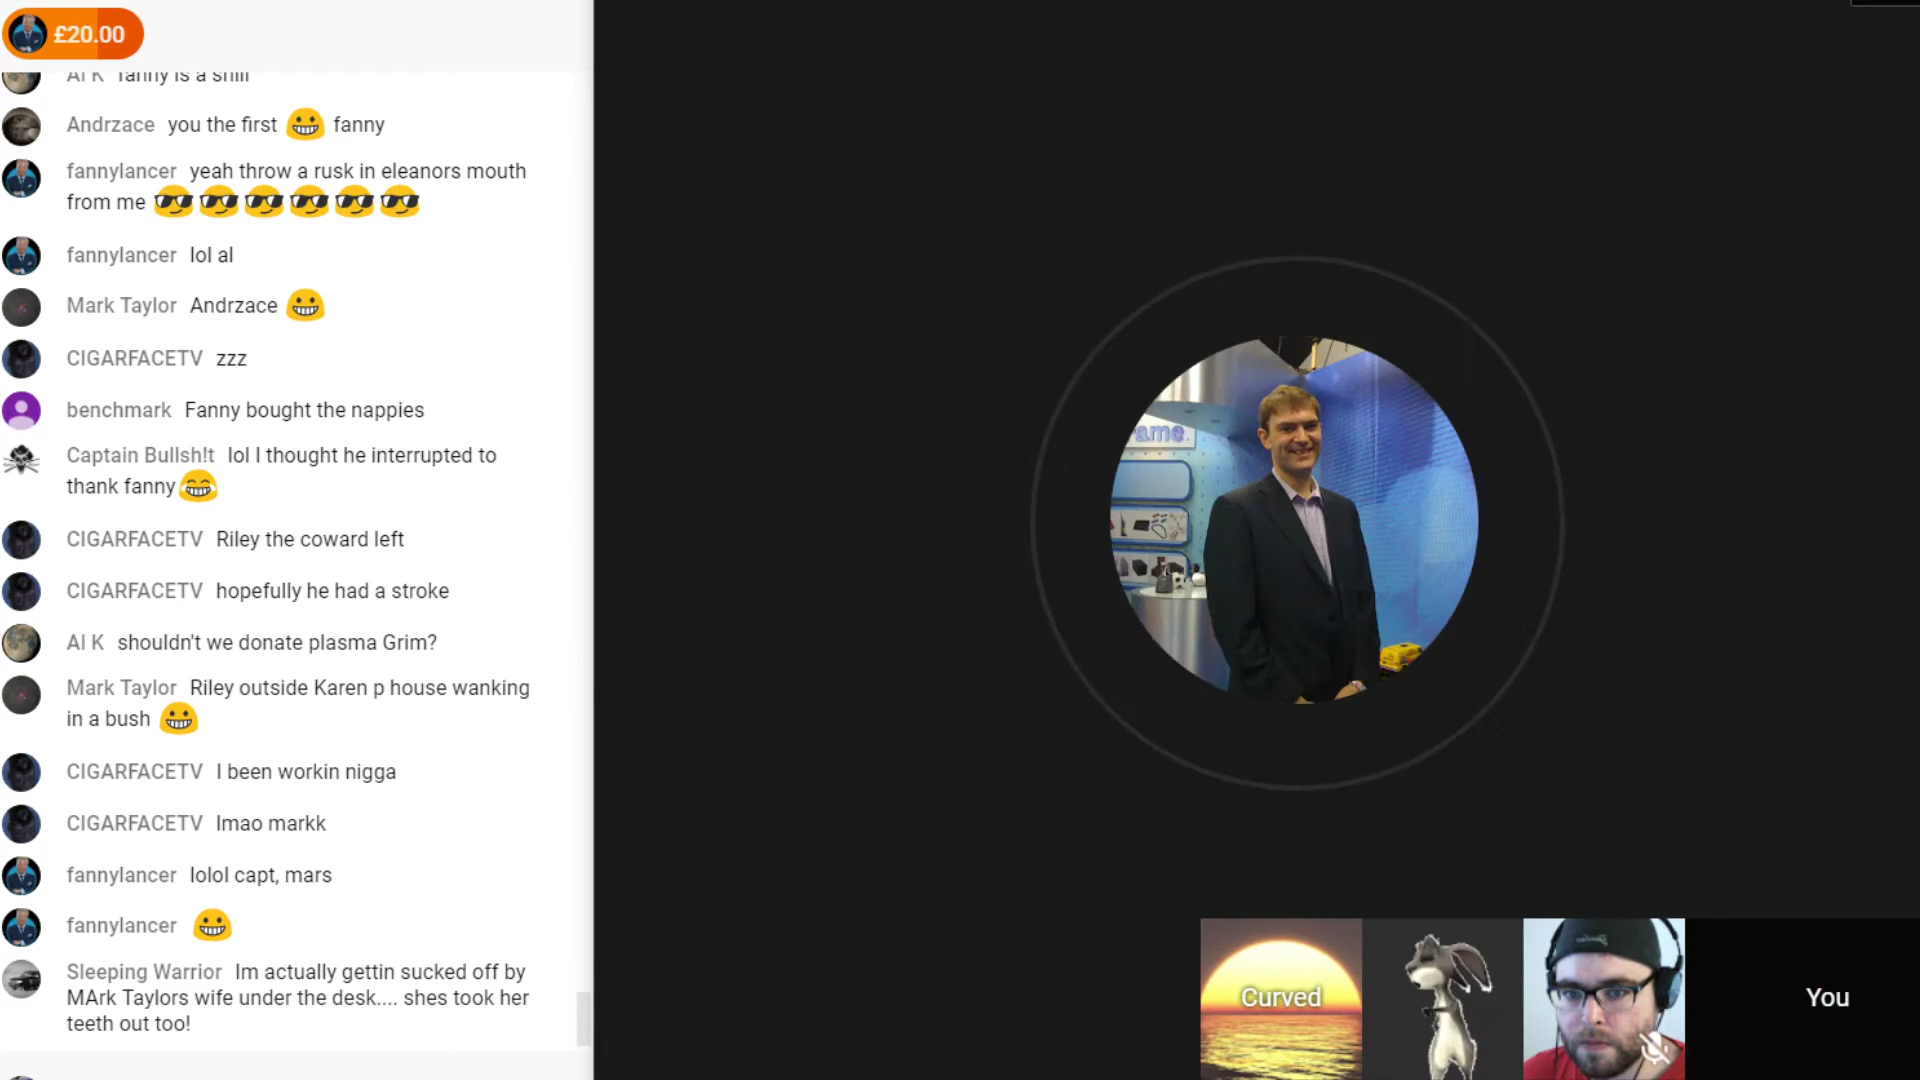 £20.00
Al K fanny is a shill
Andrzace you the first 😀 fanny
fannylancer yeah throw a rusk in eleanors mouth
from me 😎😎😎😎😎😎
fannylancer lol al
Mark Taylor Andrzace 😀
CIGARFACETV zzz
benchmark Fanny bought the nappies
Captain Bullsh!t lol I thought he interrupted to
thank fanny😂
CIGARFACETV Riley the coward left
CIGARFACETV hopefully he had a stroke
Al K shouldn't we donate plasma Grim?
Mark Taylor Riley outside Karen p house wanking
in a bush 😀
CIGARFACETV I been workin nigga
CIGARFACETV lmao markk
fannylancer lolol capt, mars
fannylancer 😀
Sleeping Warrior Im actually gettin sucked off by
MArk Taylors wife under the desk.... shes took her
teeth out too!
ame
Curved
You